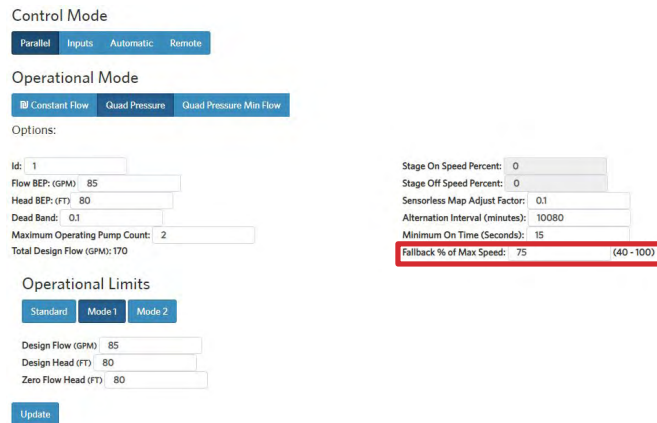 Control Mode
Parallel Inputs Automatic Remote
Operational Mode
Constant Flow Quad Pressure Quad Pressure Min Flow
Options:
Id: 1
Flow BEP: (GPM) 85
Head BEP: (FT) 80
Dead Band: 0.1
Maximum Operating Pump Count: 2
Total Design Flow (GPM): 170
Stage On Speed Percent: 0
Stage Off Speed Percent: 0
Sensorless Map Adjust Factor: 0.1
Alternation Interval (minutes): 10080
Minimum On Time (Seconds): 15
Fallback % of Max Speed: 75 (40 - 100)
Operational Limits
Standard Mode 1 Mode 2
Design Flow (GPM) 85
Design Head (FT) 80
Zero Flow Head (FT) 80
Update